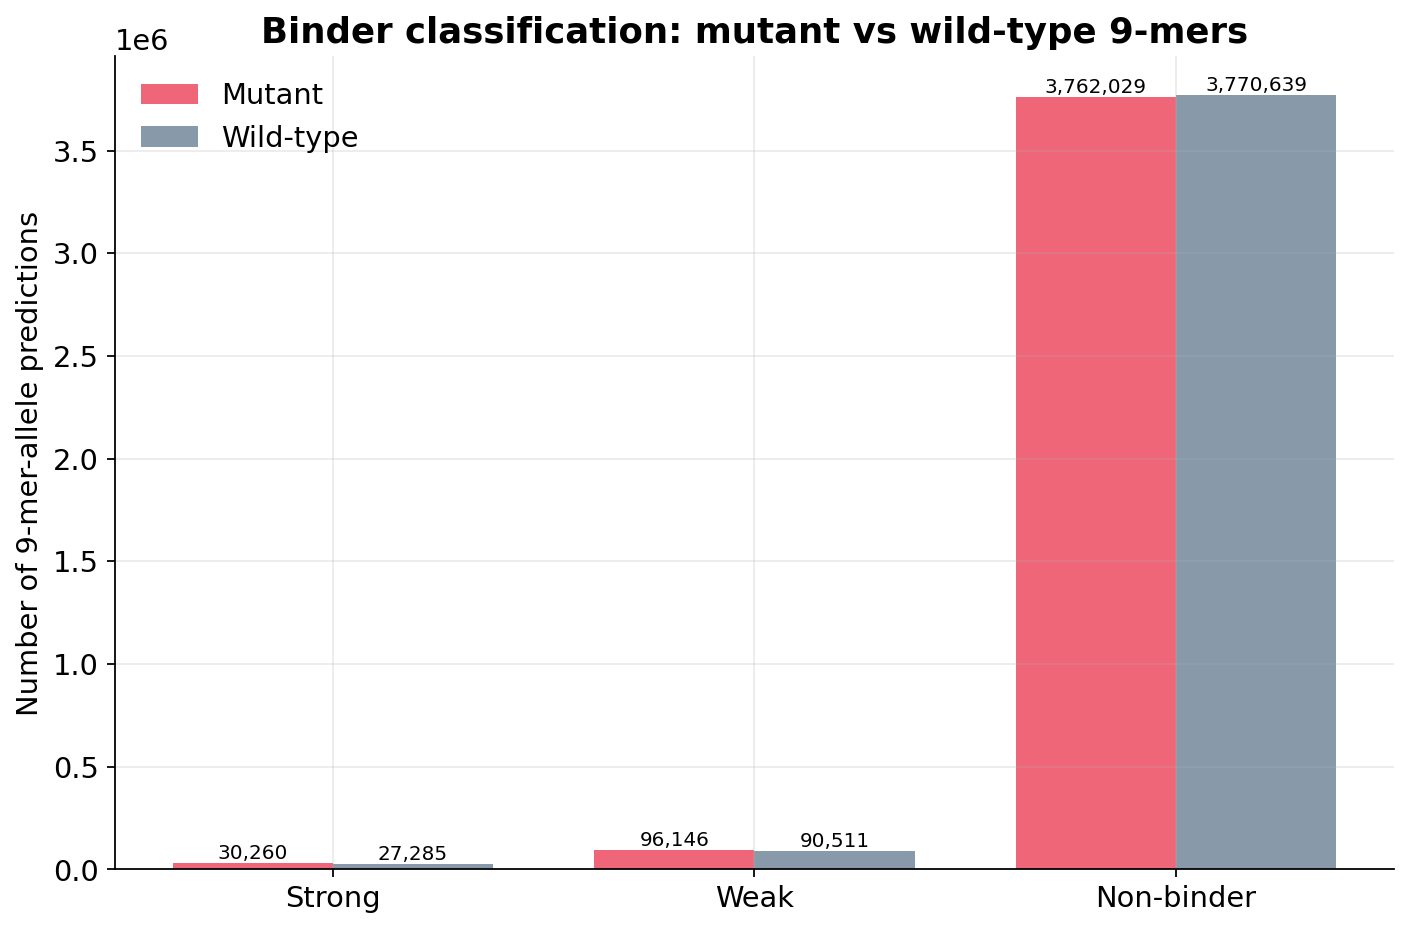 Binder classification: mutant vs wild-type 9-mers
1e6
Mutant
Wild-type
Number of 9-mer-allele predictions
3.5
3.0
2.5
2.0
1.5
1.0
0.5
0.0
30,260
27,285
96,146
90,511
3,762,029
3,770,639
Strong
Weak
Non-binder